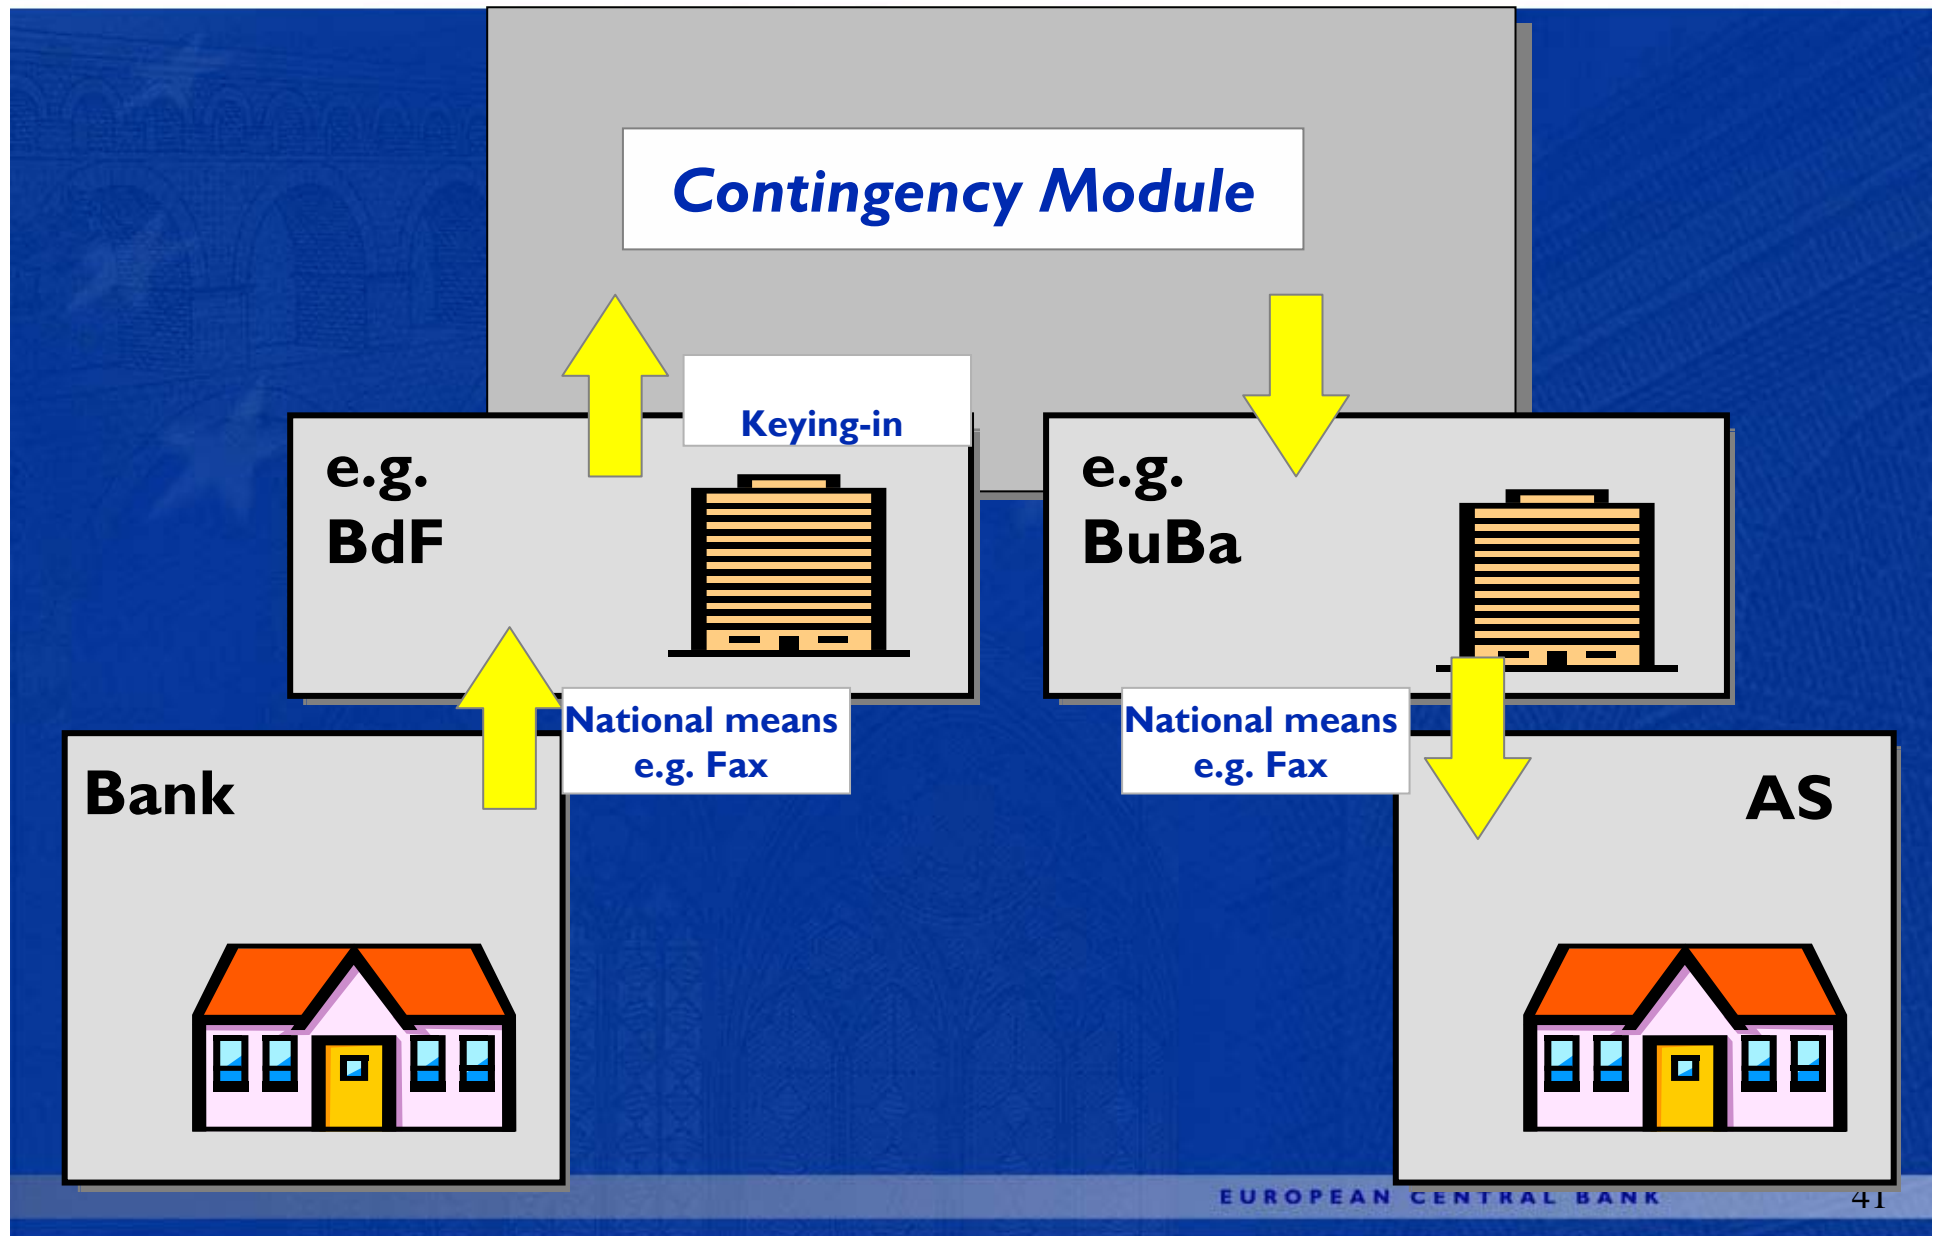 Contingency Module
Keying-in
e.g.
BdF
e.g.
BuBa
National means
e.g. Fax
National means
e.g. Fax
Bank
AS
EUROPEAN CENTRAL BANK
41